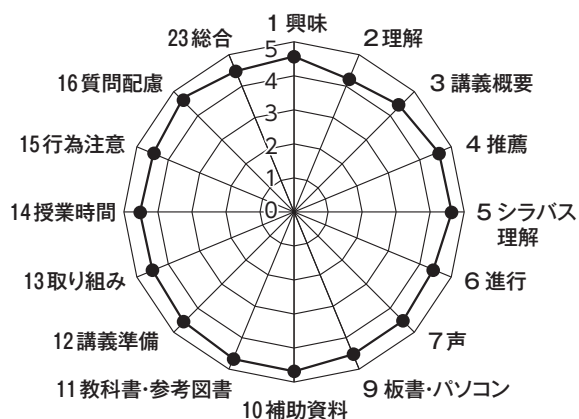 1 興味
2 理解
3 講義概要
4 推薦
5 シラバス
理解
6 進行
7 声
9 板書・パソコン
10 補助資料
11 教科書・参考図書
12 講義準備
13 取り組み
14 授業時間
15 行為注意
16 質問配慮
23 総合
5
4
3
2
1
0